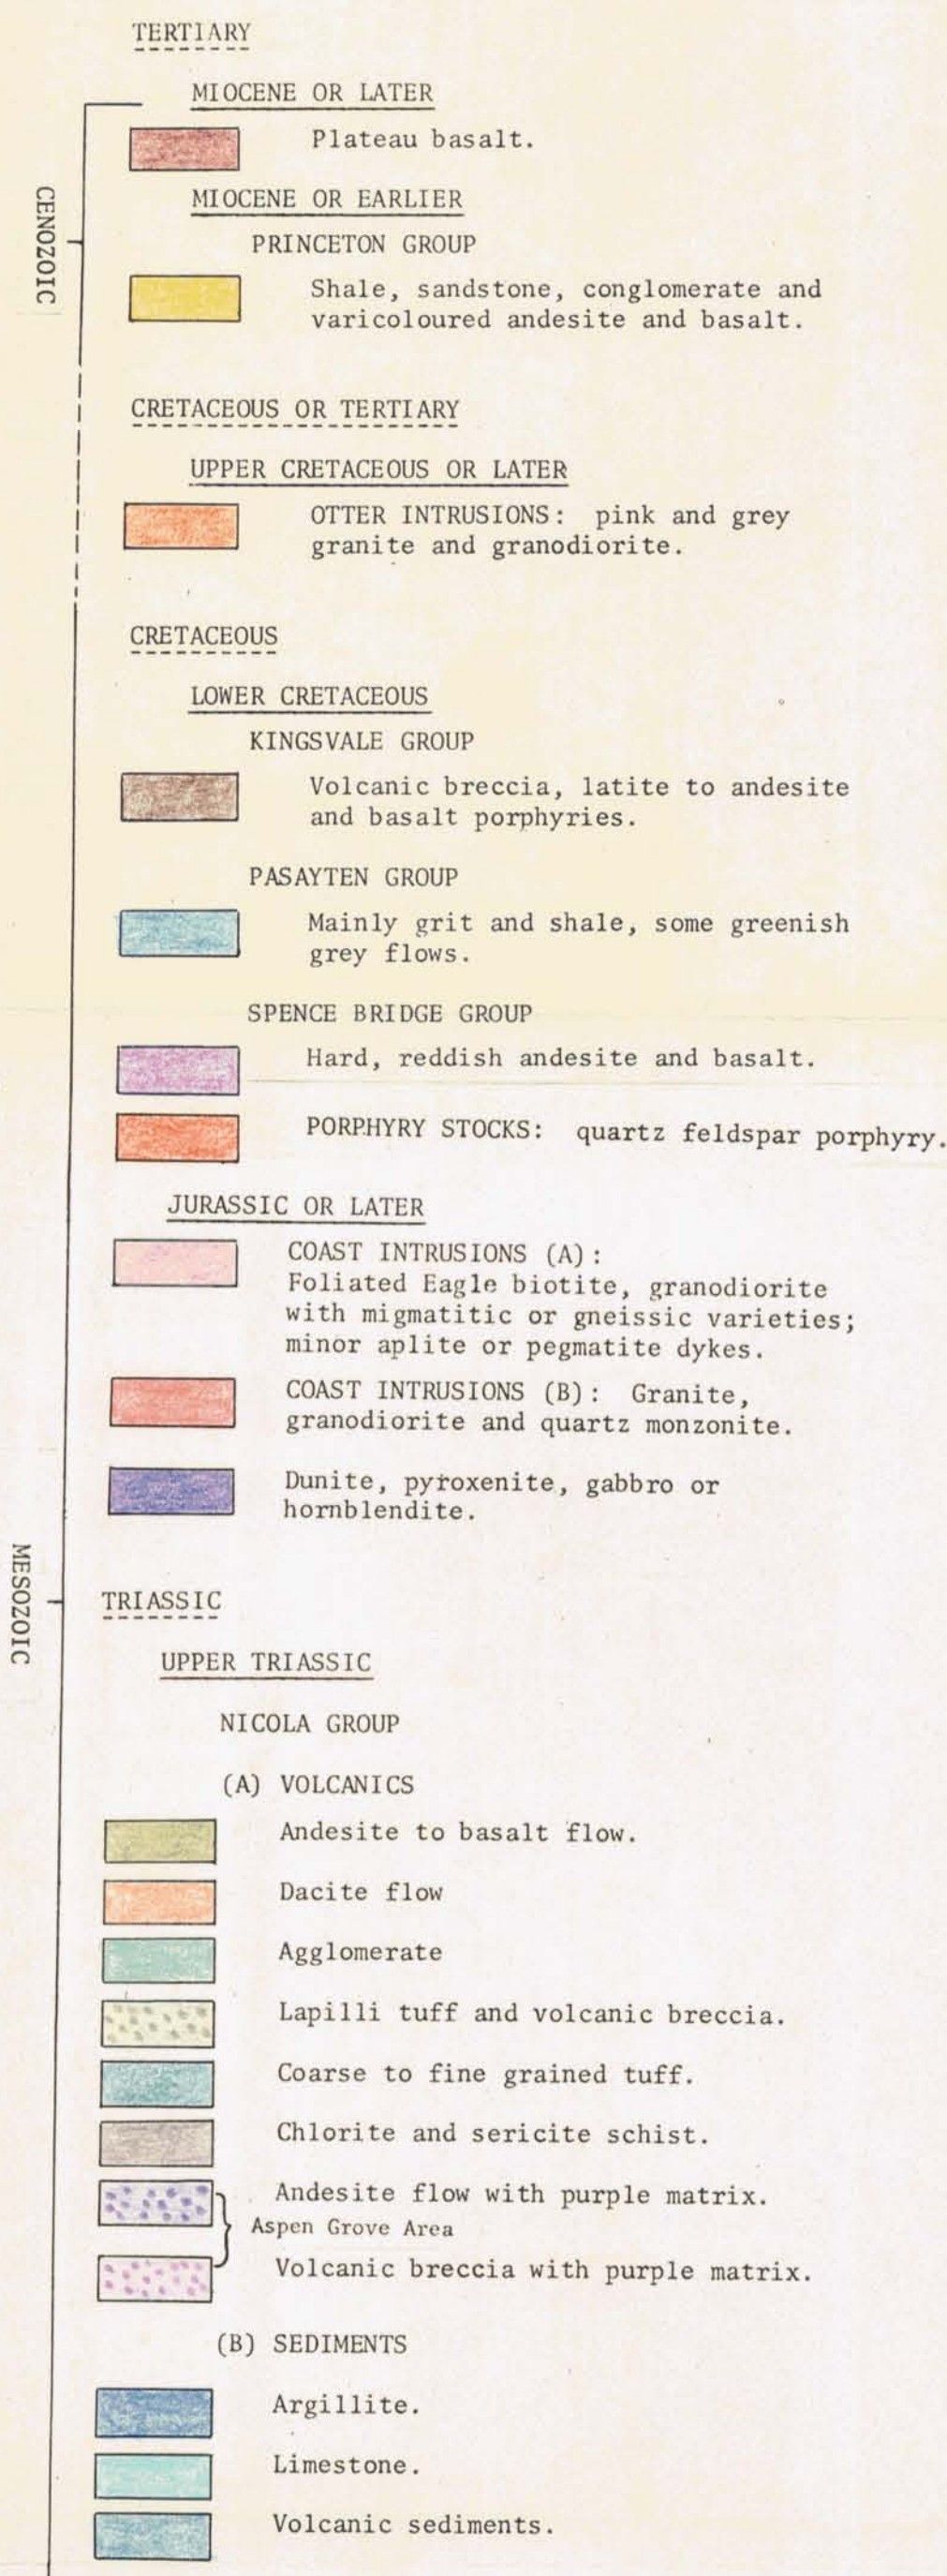 TERTIARY
MIOCENE OR LATER
Plateau basalt.
CENOZOIC
MIOCENE OR EARLIER
PRINCETON GROUP
Shale, sandstone, conglomerate and
varicoloured andesite and basalt.
CRETACEOUS OR TERTIARY
UPPER CRETACEOUS OR LATER
OTTER INTRUSIONS: pink and grey
granite and granodiorite.
CRETACEOUS
LOWER CRETACEOUS
KINGSVALE GROUP
Volcanic breccia, latite to andesite
and basalt porphyries.
PASAYTEN GROUP
Mainly grit and shale, some greenish
grey flows.
SPENCE BRIDGE GROUP
Hard, reddish andesite and basalt.
PORPHYRY STOCKS: quartz feldspar porphyry.
JURASSIC OR LATER
COAST INTRUSIONS (A):
Foliated Eagle biotite, granodiorite
with migmatitic or gneissic varieties;
minor aplite or pegmatite dykes.
COAST INTRUSIONS (B): Granite,
granodiorite and quartz monzonite.
Dunite, pyroxenite, gabbro or
hornblendite.
MESOZOIC
TRIASSIC
UPPER TRIASSIC
NICOLA GROUP
(A) VOLCANICS
Andesite to basalt flow.
Dacite flow
Agglomerate
Lapilli tuff and volcanic breccia.
Coarse to fine grained tuff.
Chlorite and sericite schist.
Andesite flow with purple matrix.
Aspen Grove Area
Volcanic breccia with purple matrix.
(B) SEDIMENTS
Argillite.
Limestone.
Volcanic sediments.